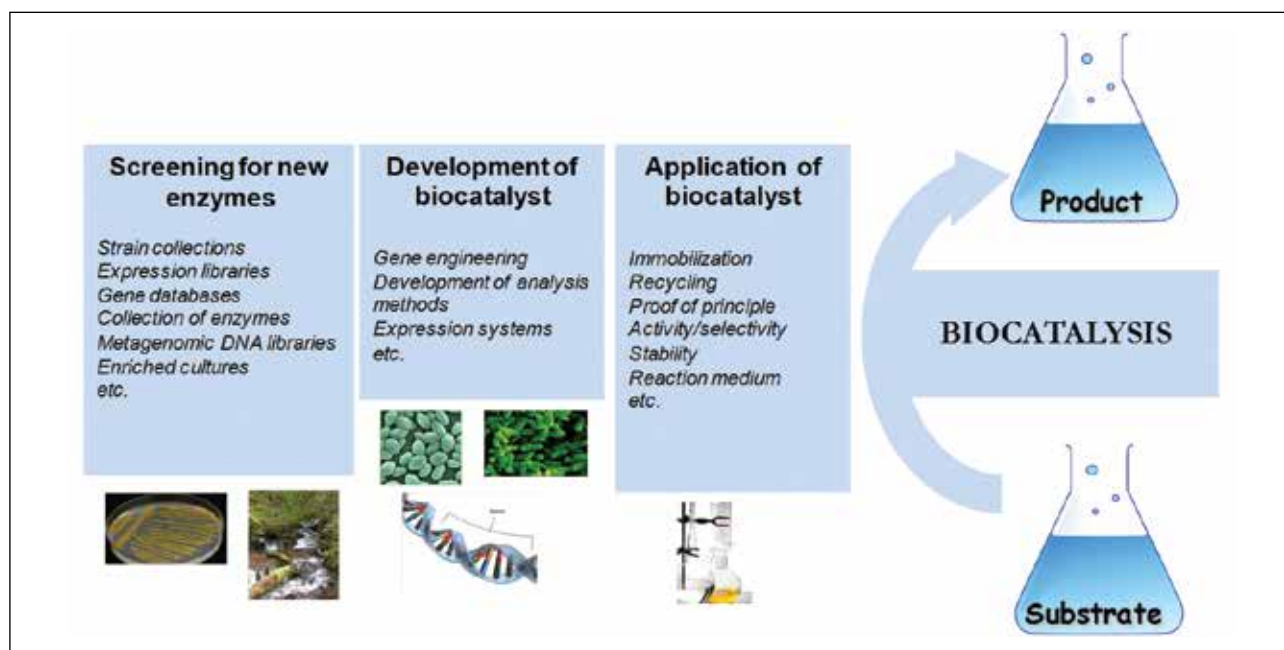 Screening for new
enzymes
Strain collections
Expression libraries
Gene databases
Collection of enzymes
Metagenomic DNA libraries
Enriched cultures
etc.
Development of
biocatalyst
Gene engineering
Development of analysis
methods
Expression systems
etc.
Application of
biocatalyst
Immobilization
Recycling
Proof of principle
Activity/selectivity
Stability
Reaction medium
etc.
Product
BIOCATALYSIS
Substrate